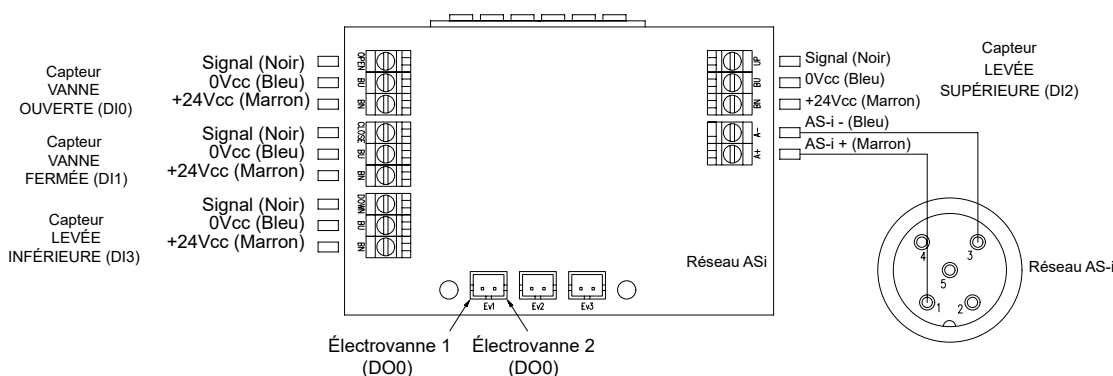 Capteur
VANNE
OUVERTE (DI0)
Signal (Noir)
0Vcc (Bleu)
+24Vcc (Marron)
OPEN
BU
BN
Capteur
VANNE
FERMÉE (DI1)
Signal (Noir)
0Vcc (Bleu)
+24Vcc (Marron)
CLOSE
BU
BN
Capteur
LEVÉE
INFÉRIEURE (DI3)
Signal (Noir)
0Vcc (Bleu)
+24Vcc (Marron)
DOWN
BU
BN
UP
BU
BN
A-
A+
Signal (Noir)
0Vcc (Bleu)
+24Vcc (Marron)
AS-i - (Bleu)
AS-i + (Marron)
Capteur
LEVÉE
SUPÉRIEURE (DI2)
Réseau ASi
4
3
5
1
2
Réseau AS-i
Ev1
Ev2
Ev3
Électrovanne 1
(DO0)
Électrovanne 2
(DO0)